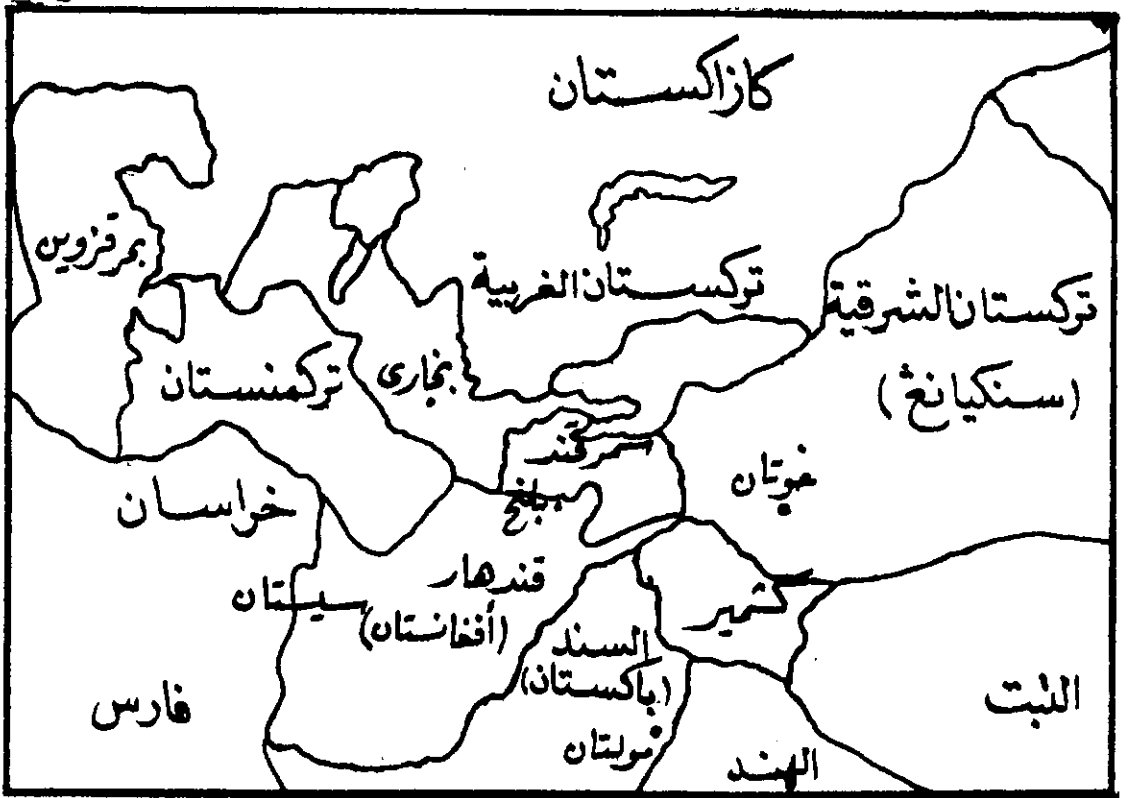 كازاكستان
بحر قزوين
تركستان الغربية
تركستان الشرقية
(سنكيانغ)
تركمنستان
بخارى
سمرقند
بلخ
خوتان
خراسان
قندهار
(أفغانستان)
سيستان
كشمير
السند
(باكستان)
مولتان
فارس
التبت
الهند